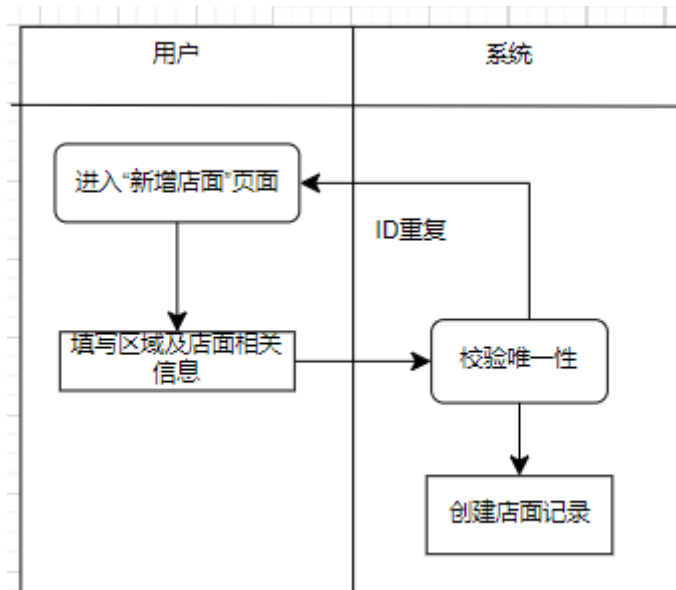 用户
系统
进入“新增店面”页面
ID重复
填写区域及店面相关
信息
校验唯一性
创建店面记录